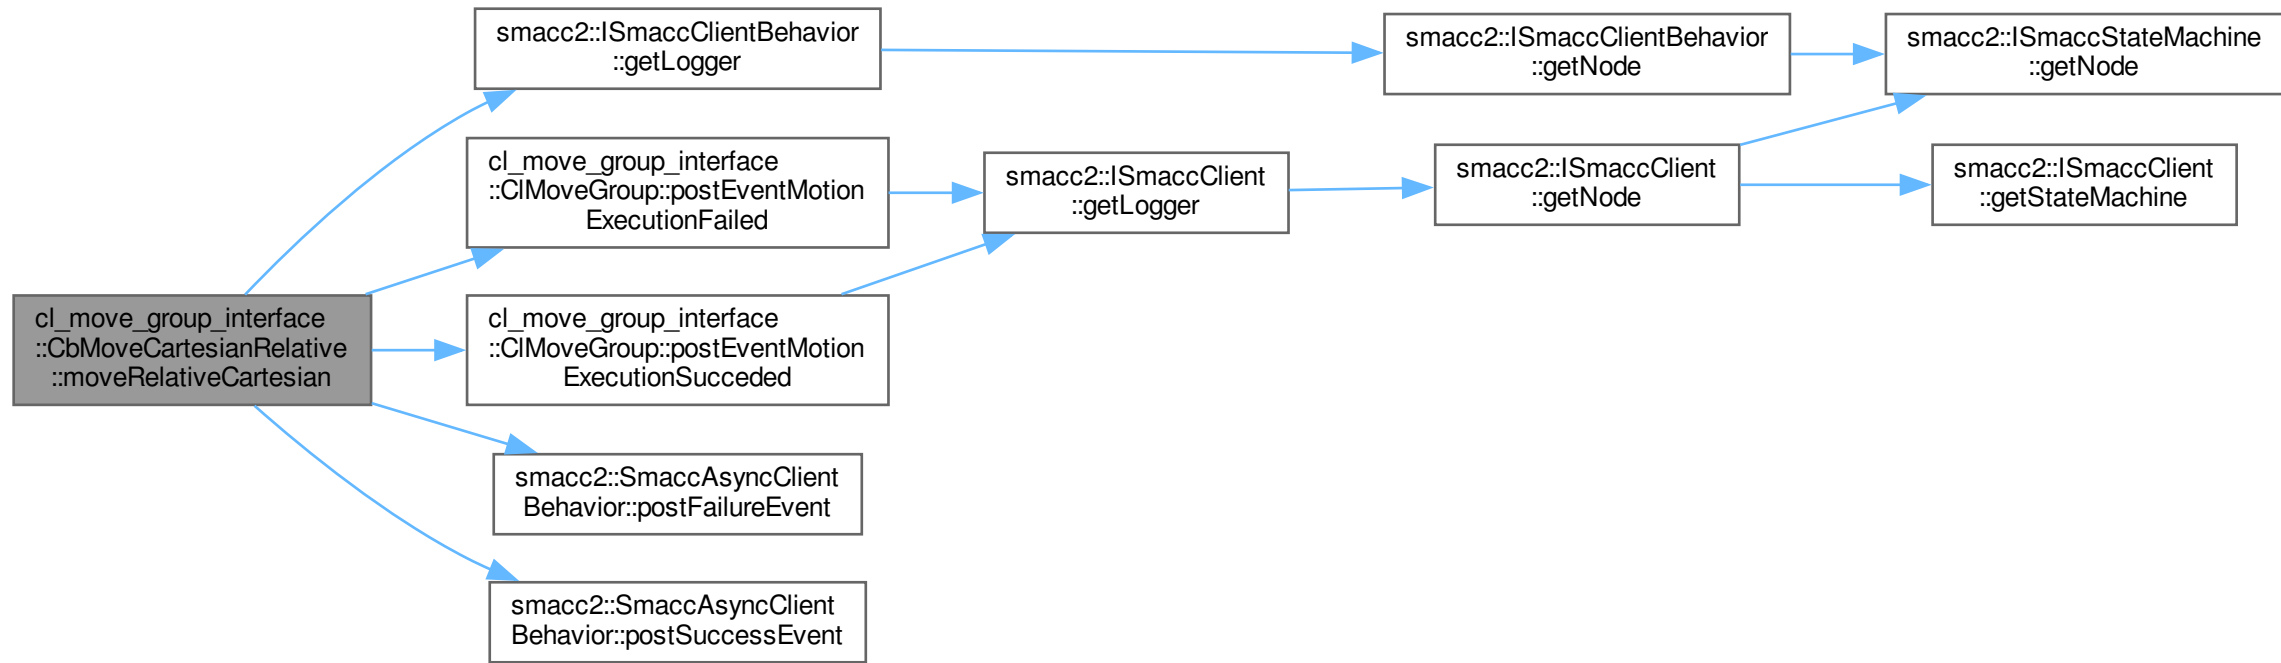 cl_move_group_interface
::CbMoveCartesianRelative
::moveRelativeCartesian
smacc2::ISmaccClientBehavior
::getLogger
smacc2::ISmaccClientBehavior
::getNode
smacc2::ISmaccStateMachine
::getNode
cl_move_group_interface
::ClMoveGroup::postEventMotion
ExecutionFailed
smacc2::ISmaccClient
::getLogger
smacc2::ISmaccClient
::getNode
smacc2::ISmaccClient
::getStateMachine
cl_move_group_interface
::ClMoveGroup::postEventMotion
ExecutionSucceded
smacc2::SmaccAsyncClient
Behavior::postFailureEvent
smacc2::SmaccAsyncClient
Behavior::postSuccessEvent